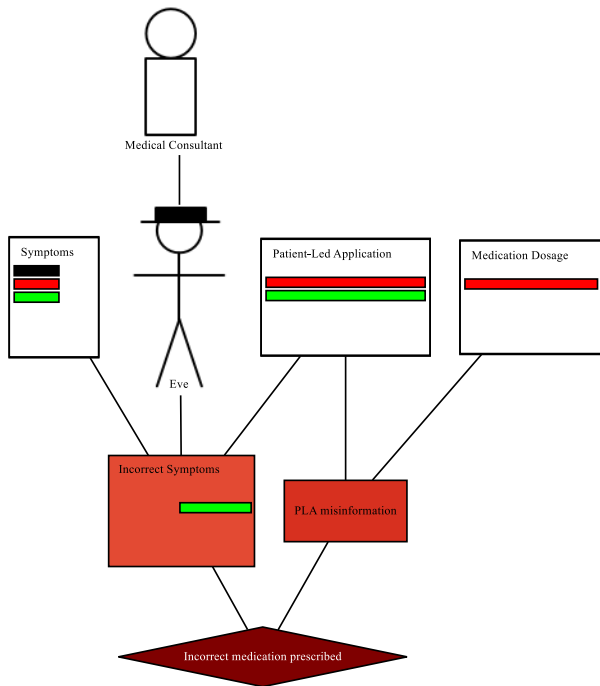 Medical Consultant
Symptoms
Patient-Led Application
Medication Dosage
Eve
Incorrect Symptoms
PLA misinformation
Incorrect medication prescribed